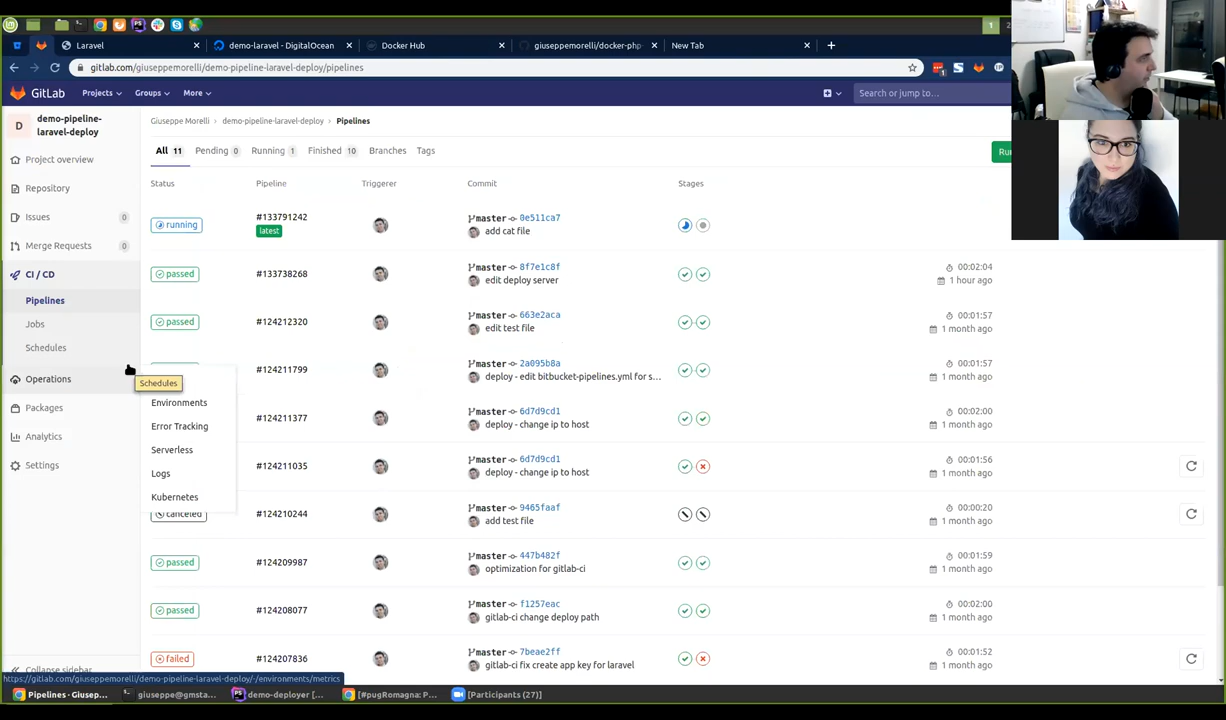 1
Laravel
demo-laravel - DigitalOcean
Docker Hub
giuseppemorelli/docker-php
New Tab
gitlab.com/giuseppemorelli/demo-pipeline-laravel-deploy/pipelines
GitLab
Projects
Groups
More
Search or jump to...
D
demo-pipeline-
laravel-deploy
Project overview
Repository
Issues 0
Merge Requests 0
CI / CD
Pipelines
Jobs
Schedules
Operations
Packages
Analytics
Settings
Collapse sidebar
Schedules
Environments
Error Tracking
Serverless
Logs
Kubernetes
Giuseppe Morelli > demo-pipeline-laravel-deploy > Pipelines
All 11 Pending 0 Running 1 Finished 10 Branches Tags
Status Pipeline Triggerer Commit Stages
running #133791242 master 0e511ca7
latest add cat file
passed #133738268 master 8f7e1c8f 00:02:04
edit deploy server 1 hour ago
passed #124212320 master 663e2aca 00:01:57
edit test file 1 month ago
#124211799 master 2a095b8a 00:01:57
deploy - edit bitbucket-pipelines.yml for s... 1 month ago
#124211377 master 6d7d9cd1 00:02:00
deploy - change ip to host 1 month ago
#124211035 master 6d7d9cd1 00:01:56
deploy - change ip to host 1 month ago
canceled #124210244 master 9465faaf 00:00:20
add test file 1 month ago
passed #124209987 master 447b482f 00:01:59
optimization for gitlab-ci 1 month ago
passed #124208077 master f1257eac 00:02:00
gitlab-ci change deploy path 1 month ago
failed #124207836 master 7beae2ff 00:01:52
gitlab-ci fix create app key for laravel 1 month ago
https://gitlab.com/giuseppemorelli/demo-pipeline-laravel-deploy/-/environments/metrics
Pipelines · Giusep...
giuseppe@gmsta...
demo-deployer [...
[#pugRomagna: P...
[Participants (27)]